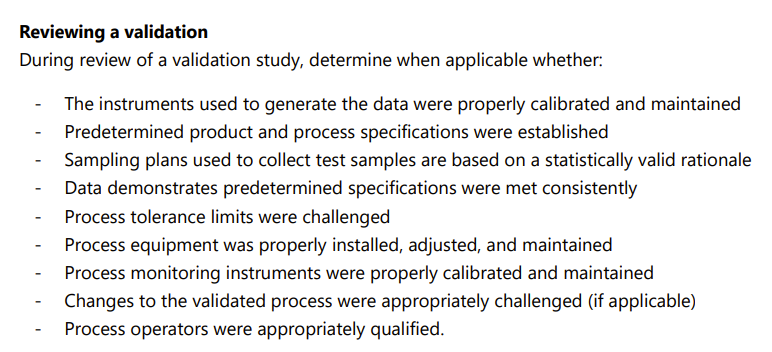 Reviewing a validation
During review of a validation study, determine when applicable whether:
- The instruments used to generate the data were properly calibrated and maintained
- Predetermined product and process specifications were established
- Sampling plans used to collect test samples are based on a statistically valid rationale
- Data demonstrates predetermined specifications were met consistently
- Process tolerance limits were challenged
- Process equipment was properly installed, adjusted, and maintained
- Process monitoring instruments were properly calibrated and maintained
- Changes to the validated process were appropriately challenged (if applicable)
- Process operators were appropriately qualified.